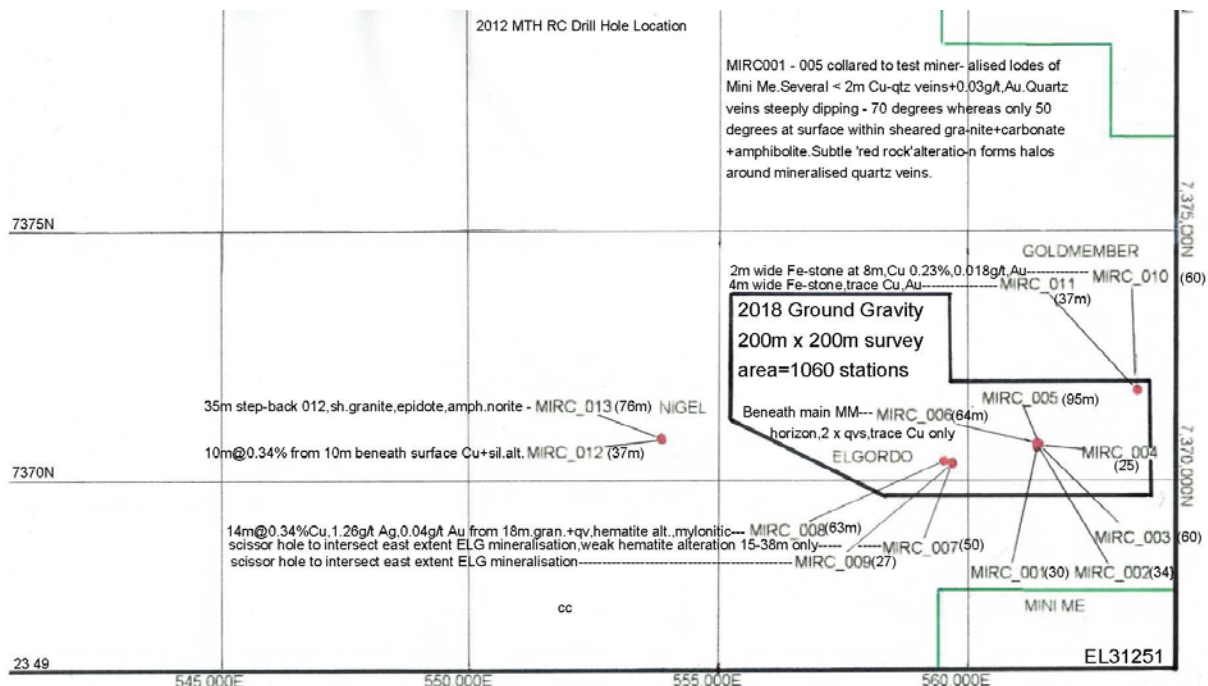 2012 MTH RC Drill Hole Location
MIRC001 - 005 collared to test miner- alised lodes of
Mini Me.Several < 2m Cu-qtz veins+0.03g/t,Au.Quartz
veins steeply dipping - 70 degrees whereas only 50
degrees at surface within sheared gra-nite+carbonate
+amphibolite.Subtle 'red rock'alteratio-n forms halos
around mineralised quartz veins.
7375N
7,375,00N
GOLDMEMBER
2m wide Fe-stone at 8m,Cu 0.23%,0.018g/t,Au----------- MIRC_010 (60)
4m wide Fe-stone,trace Cu,Au-------------- MIRC_011
(37m)
2018 Ground Gravity
200m x 200m survey
area=1060 stations
35m step-back 012,sh.granite,epidote,amph.norite - MIRC_013 (76m) NIGEL
MIRC_005 (95m)
Beneath main MM--- MIRC_006 (64m)
horizon,2 x qvs,trace Cu only
10m@0.34% from 10m beneath surface Cu+sil.alt. MIRC_012 (37m)
ELGORDO
MIRC_004
(25)
7370N
7,370,000N
14m@0.34%Cu,1.26g/t Ag,0.04g/t Au from 18m.gran.+qv,hematite alt.,mylonitic--- MIRC_008 (63m)
scissor hole to intersect east extent ELG mineralisation,weak hematite alteration 15-38m only---- ------ MIRC_007 (50)
MIRC_003 (60)
scissor hole to intersect east extent ELG mineralisation------------------------------ MIRC_009 (27)
MIRC_001 (30) MIRC_002 (34)
cc
MINI ME
23 49
EL31251
545,000E 550,000E 555,000E 560,000E